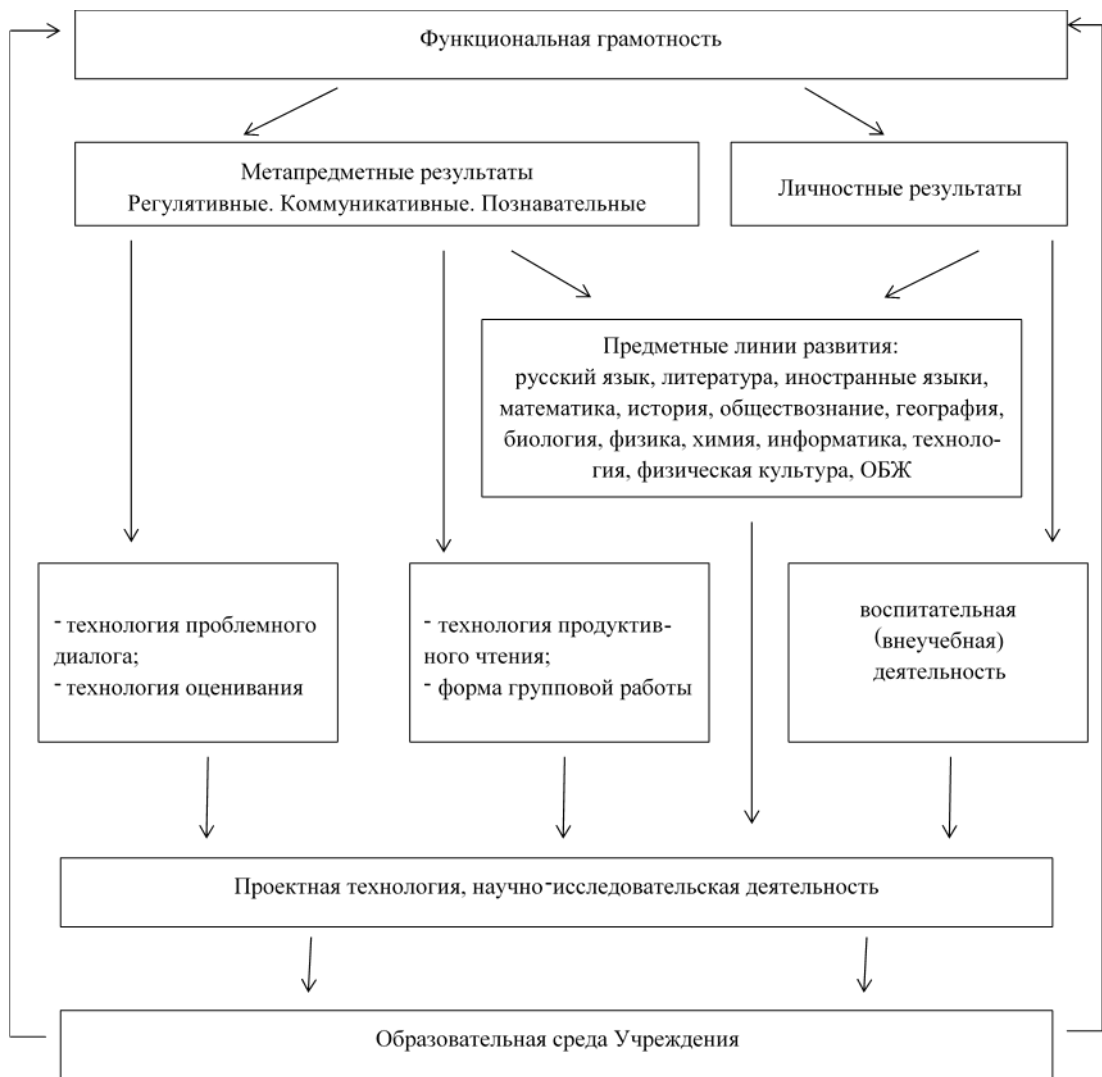 Функциональная грамотность
Метапредметные результаты
Регулятивные. Коммуникативные. Познавательные
Личностные результаты
Предметные линии развития:
русский язык, литература, иностранные языки,
математика, история, обществознание, география,
биология, физика, химия, информатика, техноло-
гия, физическая культура, ОБЖ
- технология проблемного
диалога;
- технология оценивания
- технология продуктив-
ного чтения;
- форма групповой работы
воспитательная
(внеучебная)
деятельность
Проектная технология, научно-исследовательская деятельность
Образовательная среда Учреждения